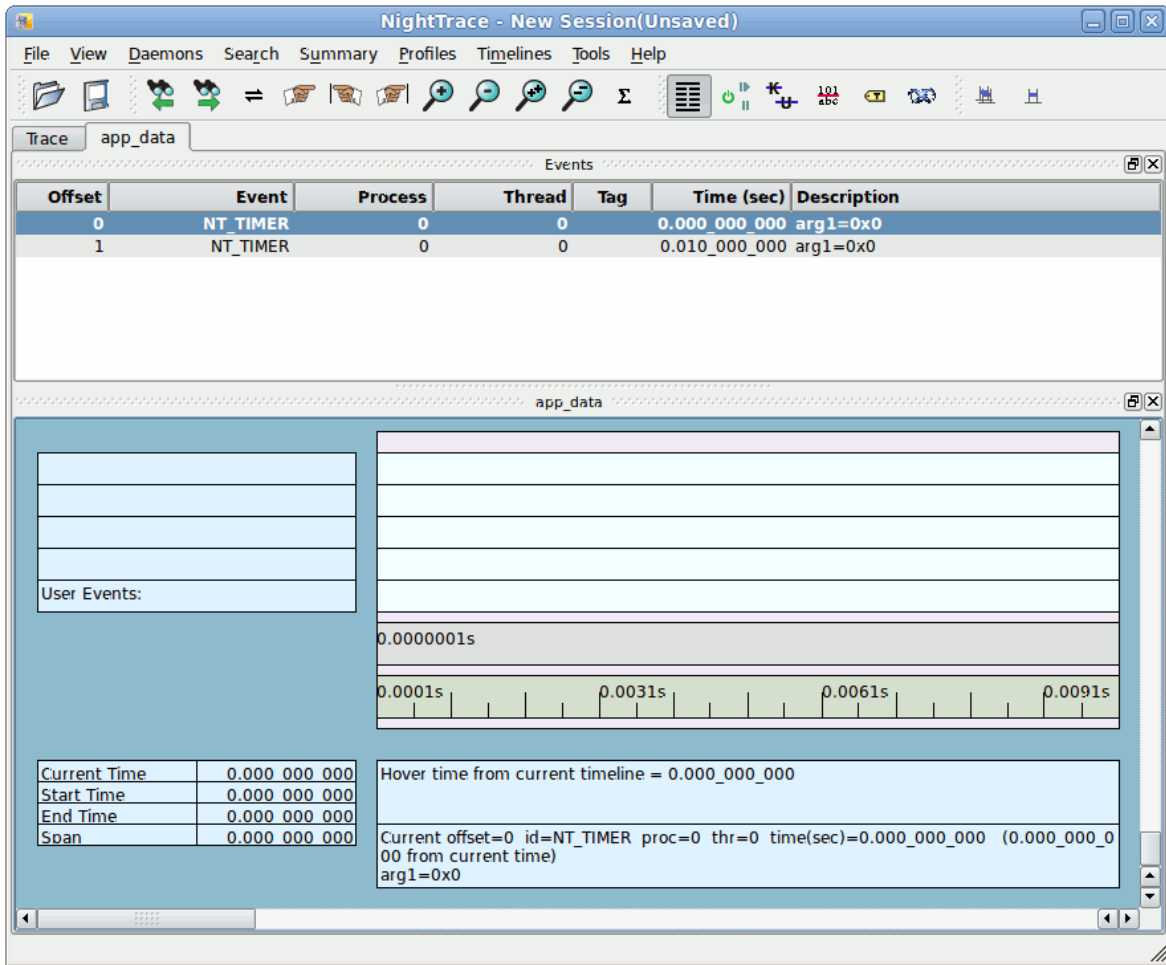 NightTrace - New Session(Unsaved)
File View Daemons Search Summary Profiles Timelines Tools Help
Σ 101 abc T
Trace app_data
Events
Offset Event Process Thread Tag Time (sec) Description
0 NT_TIMER 0 0 0.000_000_000 arg1=0x0
1 NT_TIMER 0 0 0.010_000_000 arg1=0x0
app_data
User Events:
0.0000001s
0.0001s 0.0031s 0.0061s 0.0091s
Current Time 0.000_000_000
Start Time 0.000_000_000
End Time 0.000_000_000
Span 0.000_000_000
Hover time from current timeline = 0.000_000_000
Current offset=0 id=NT_TIMER proc=0 thr=0 time(sec)=0.000_000_000 (0.000_000_0
00 from current time)
arg1=0x0